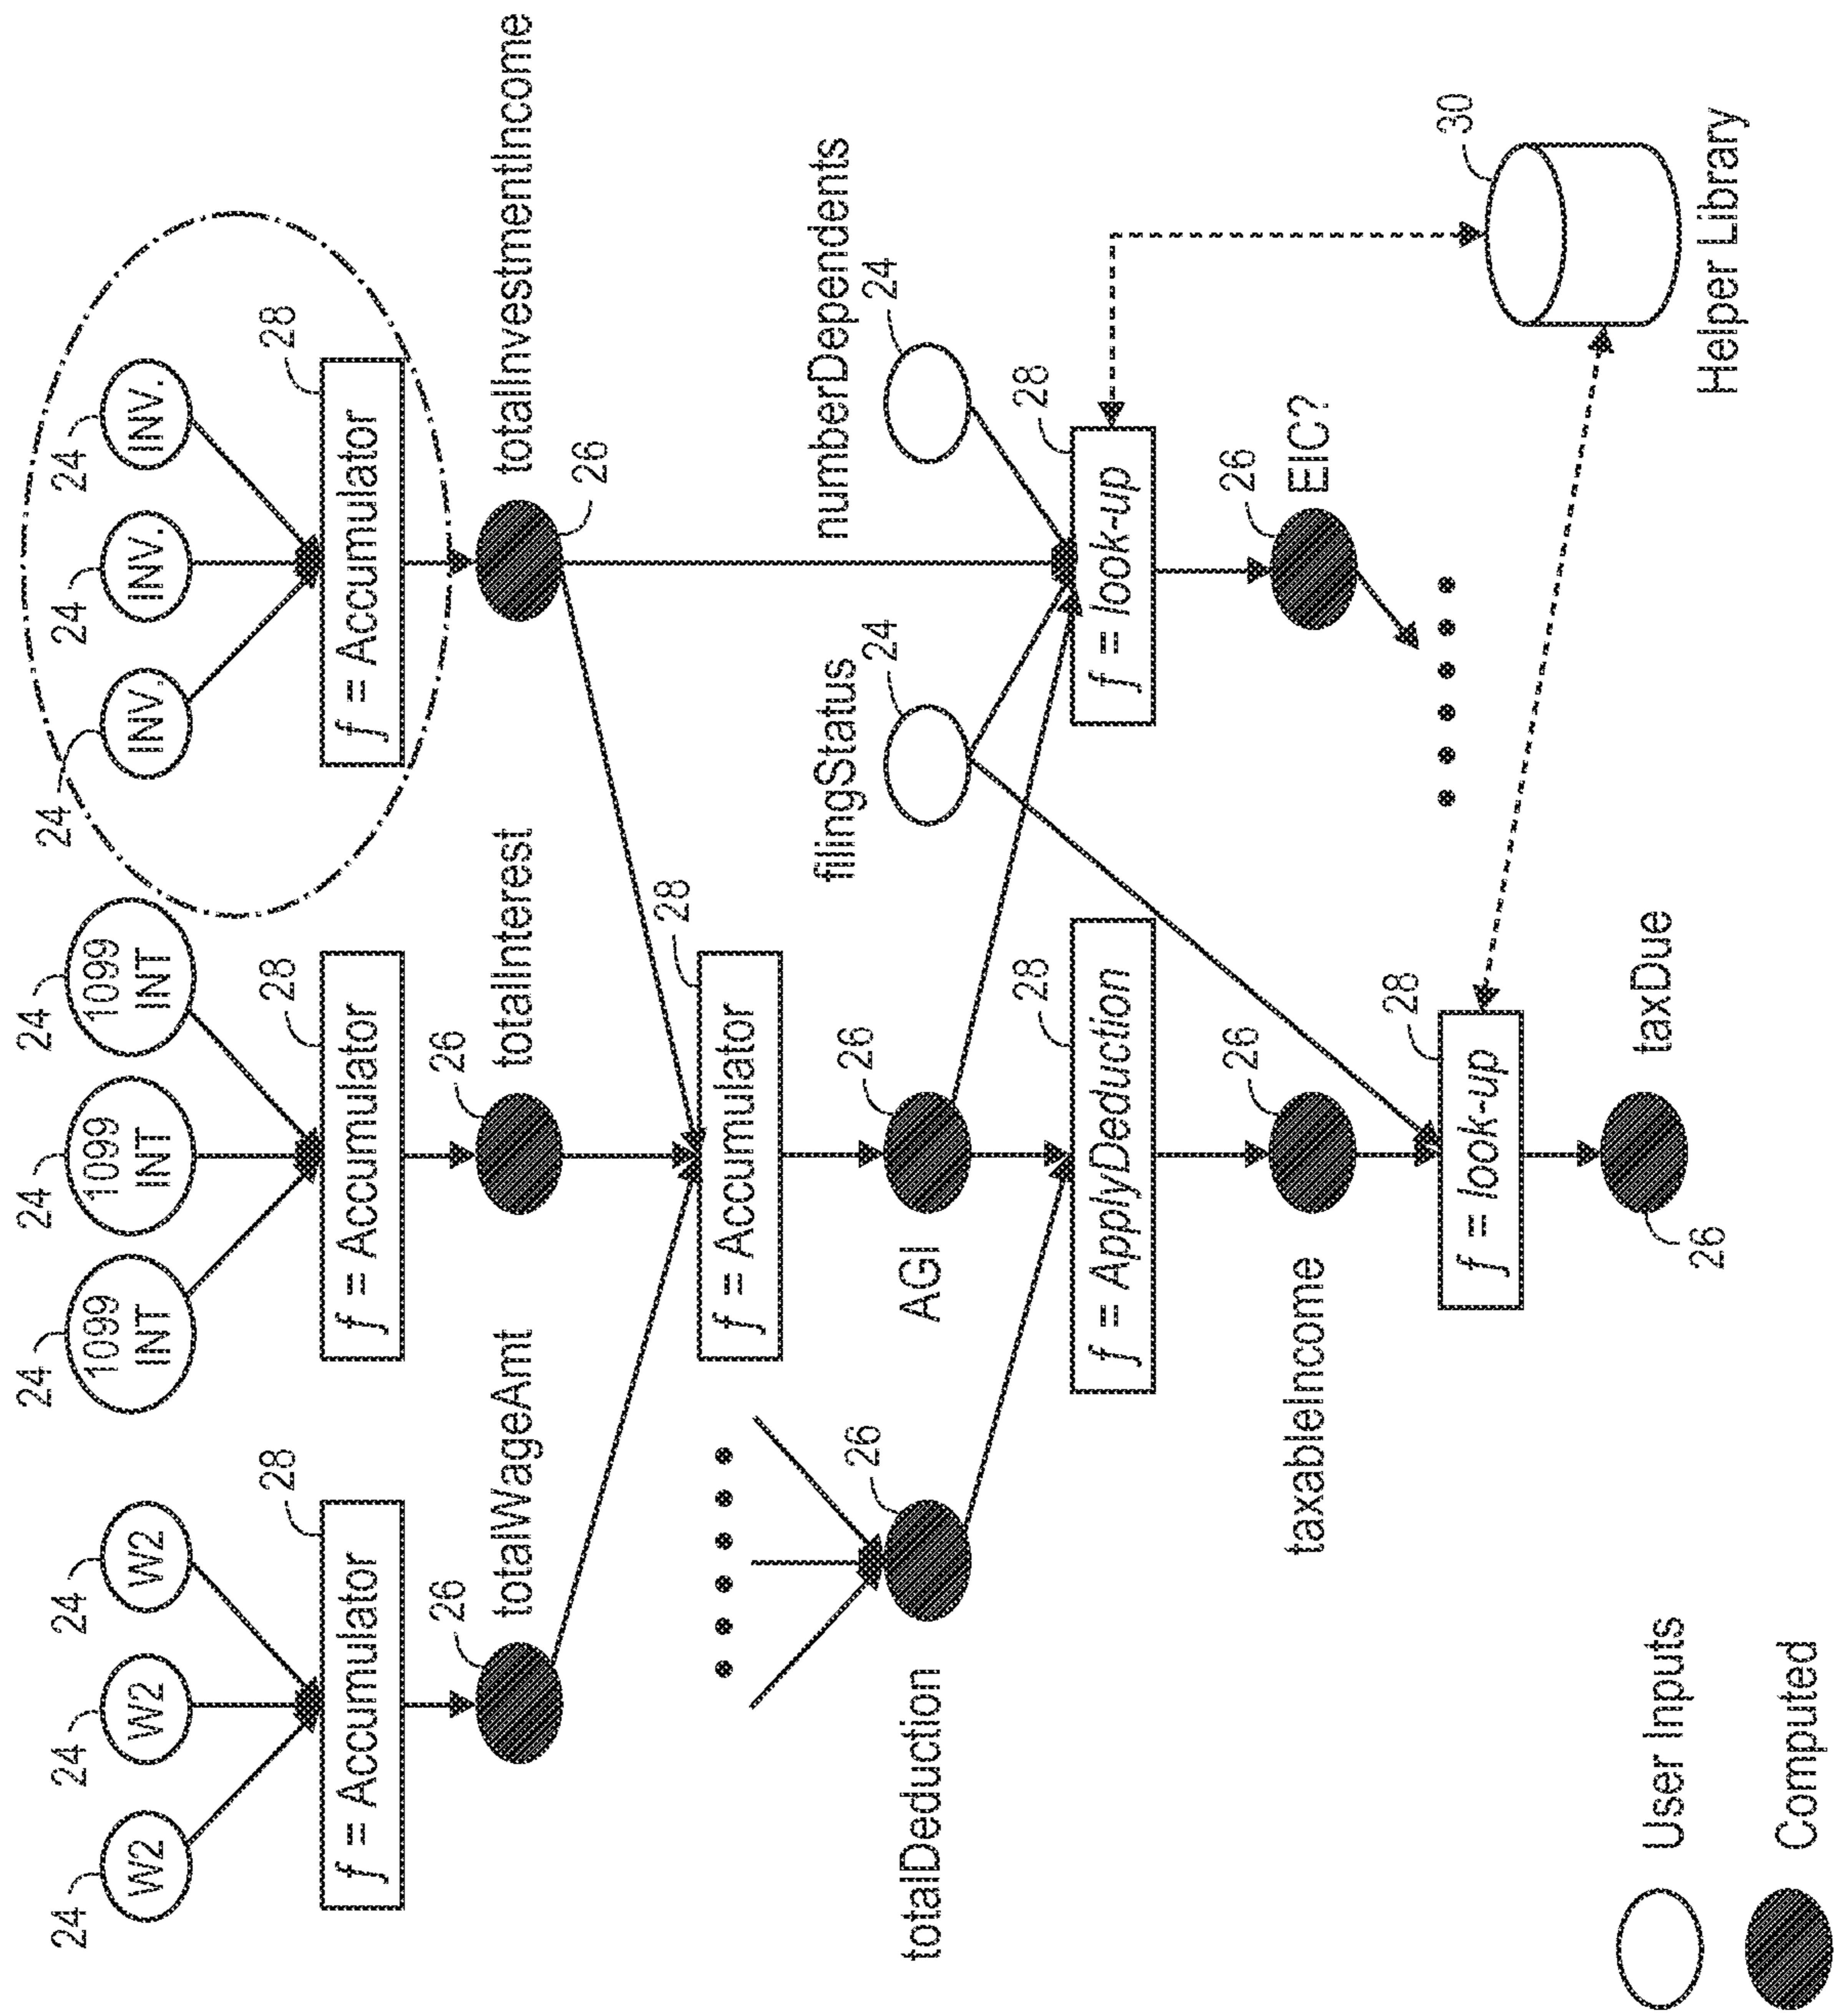 24 24 24 24 24 24 24 24 24
W2 W2 W2 1099 INT 1099 INT 1099 INT INV. INV. INV.
28 28 28
f = Accumulator f = Accumulator f = Accumulator
26 26
totalWageAmt totalInterest totalInvestmentIncome
26
28
f = Accumulator
filingStatus numberDependents
26 26 24 24
totalDeduction AGI
28 28
f = ApplyDeduction f = look-up
26 26
taxableIncome EIC?
28 30
f = look-up
taxDue
26
Helper Library
User Inputs
Computed